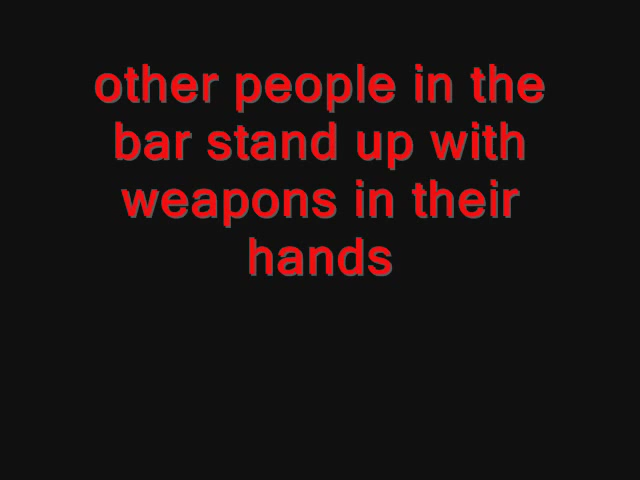 other people in the
bar stand up with
weapons in their
hands